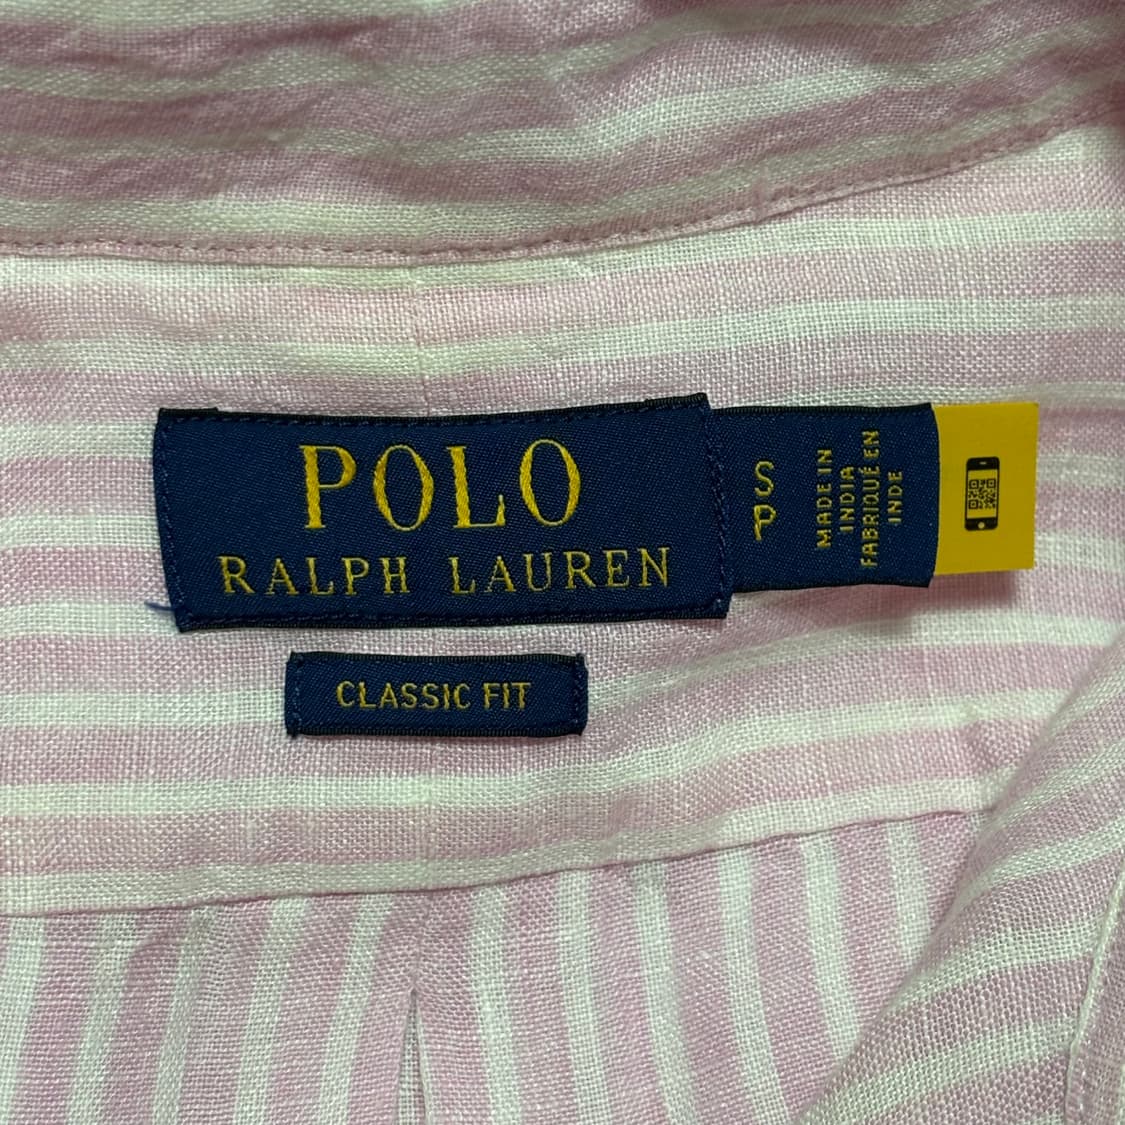 POLO
RALPH LAUREN
CLASSIC FIT
S
P
MADE IN
INDIA
FABRIQUÉ EN
INDE